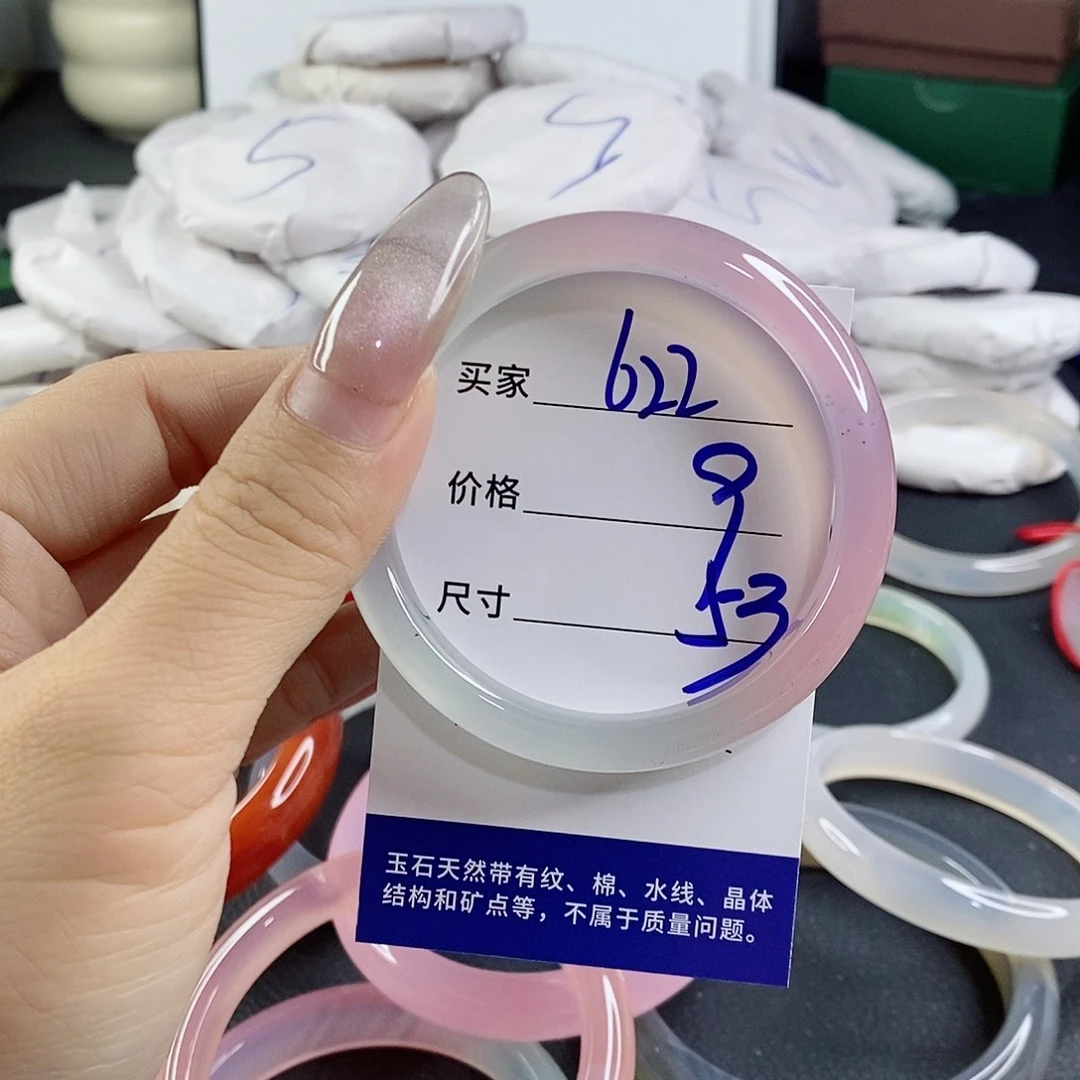 5
买家 622
价格 9
尺寸 53
玉石天然带有纹、棉、水线、晶体
结构和矿点等，不属于质量问题。